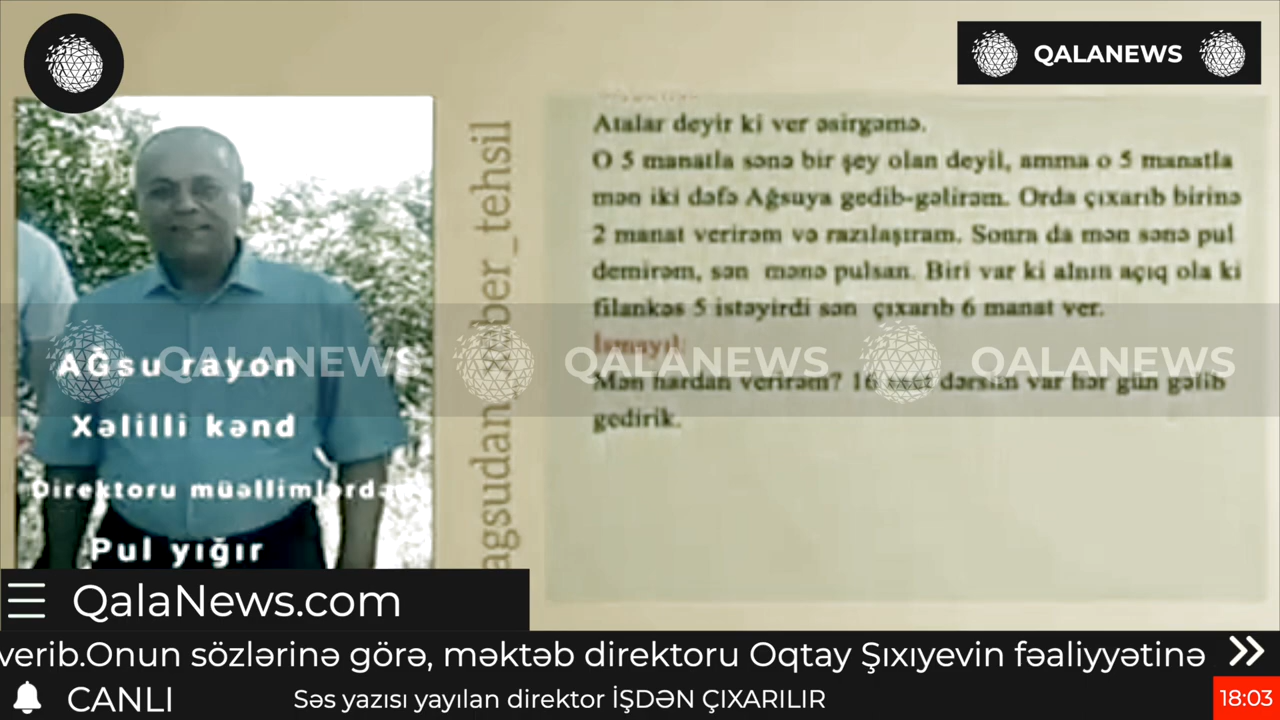 QALANEWS
Atalar deyir ki ver əsirgəmə.
O 5 manatla sənə bir şey olan deyil, amma o 5 manatla
mən iki dəfə Ağsuya gedib-gəlirəm. Orda çıxarıb birinə
2 manat verirəm və razılaşıram. Sonra da mən sənə pul
demirəm, sən mənə pulsan. Biri var ki alnın açıq ola ki
filankəs 5 istəyirdi sən çıxarıb 6 manat ver.
İsmayıl:
Mən hardan verirəm? 16 saat dərsim var hər gün gəlib
gedirik.
agsudan_xeber_tehsil
AĞsu rayon
Xəlilli kənd
Direktoru müəllimlərdən
Pul yığır
QALANEWS QALANEWS QALANEWS
QalaNews.com
verib.Onun sözlərinə görə, məktəb direktoru Oqtay Şıxıyevin fəaliyyətinə
CANLI
Səs yazısı yayılan direktor İŞDƏN ÇIXARILIR
18:03